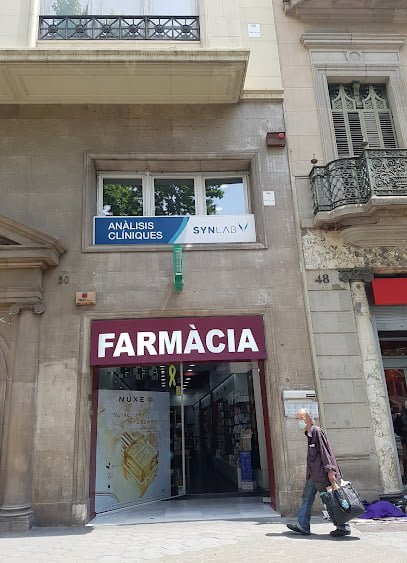 ANÀLISIS
CLÍNIQUES
SYNLAB
50
48
FARMÀCIA
NUXE